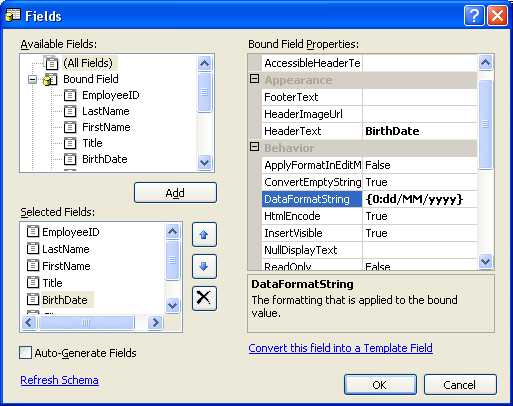 Fields
Available Fields:
(All Fields)
Bound Field
EmployeeID
LastName
FirstName
Title
BirthDate
Add
Selected Fields:
EmployeeID
LastName
FirstName
Title
BirthDate
Auto-Generate Fields
Refresh Schema
Bound Field Properties:
AccessibleHeaderTe
Appearance
FooterText
HeaderImageUrl
HeaderText BirthDate
Behavior
ApplyFormatInEditM False
ConvertEmptyString True
DataFormatString {0:dd/MM/yyyy}
HtmlEncode True
InsertVisible True
NullDisplayText
ReadOnly False
DataFormatString
The formatting that is applied to the bound
value.
Convert this field into a Template Field
OK Cancel